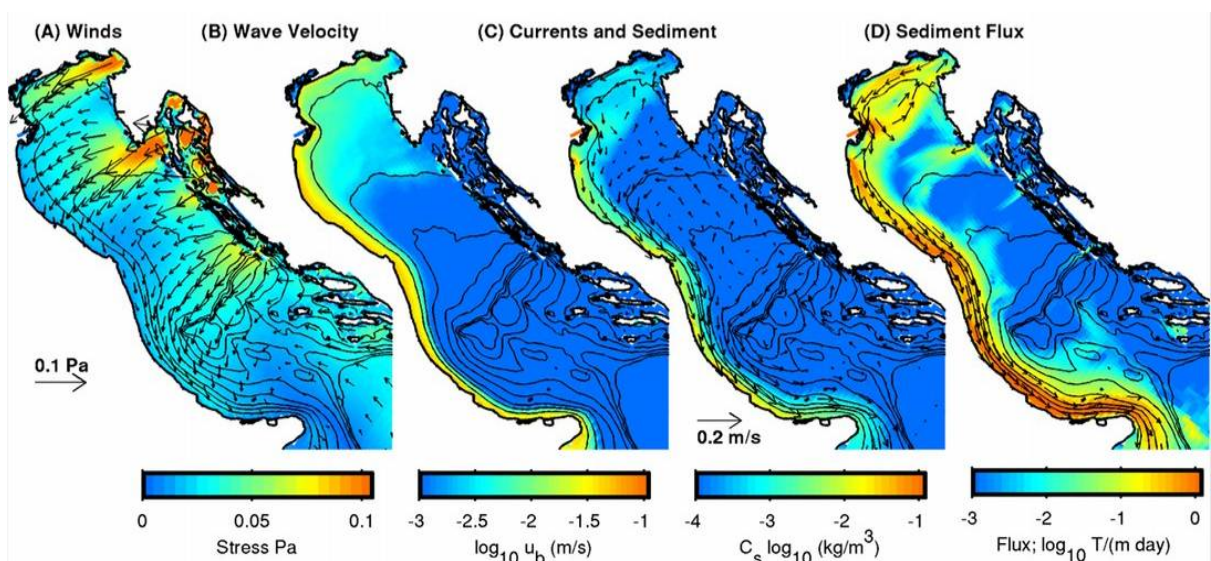 (A) Winds
(B) Wave Velocity
(C) Currents and Sediment
(D) Sediment Flux
0.1 Pa
0.2 m/s
0
0.05
0.1
Stress Pa
-3
-2.5
-2
-1.5
-1
log10 ub (m/s)
-4
-3
-2
-1
Cs log10 (kg/m3)
-3
-2
-1
0
Flux; log10 T/(m day)